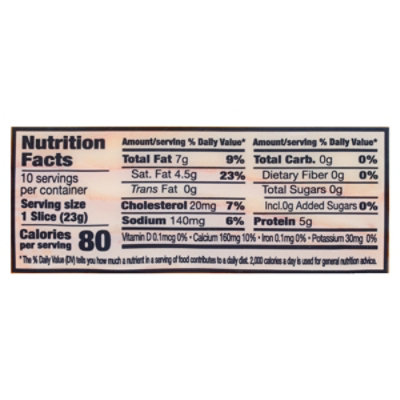 Nutrition
Facts
10 servings
per container
Serving size
1 Slice (23g)
Calories
per serving 80
Amount/serving % Daily Value*
Total Fat 7g 9%
Sat. Fat 4.5g 23%
Trans Fat 0g
Cholesterol 20mg 7%
Sodium 140mg 6%
Amount/serving % Daily Value*
Total Carb. 0g 0%
Dietary Fiber 0g 0%
Total Sugars 0g
Incl.0g Added Sugars 0%
Protein 5g
Vitamin D 0.1mcg 0% • Calcium 160mg 10% • Iron 0.1mg 0% • Potassium 30mg 0%
*The % Daily Value (DV) tells you how much a nutrient in a serving of food contributes to a daily diet. 2,000 calories a day is used for general nutrition advice.